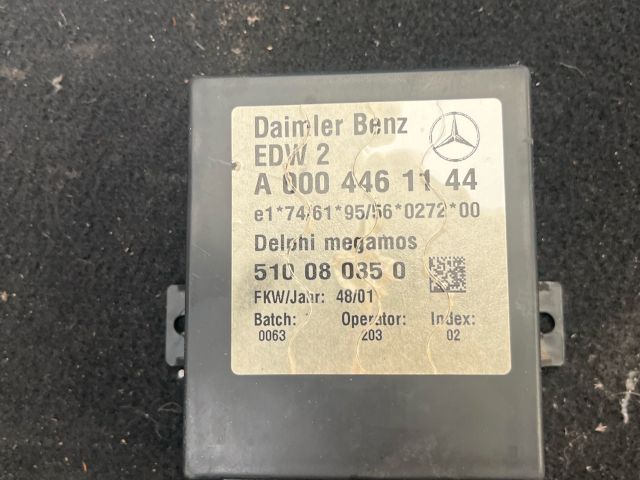 Daimler Benz
EDW 2
A 000 446 11 44
e1*74/61*95/56*0272*00
Delphi megamos
510 08 035 0
FKW/Jahr: 48/01
Batch: Operator: Index:
0063 203 02